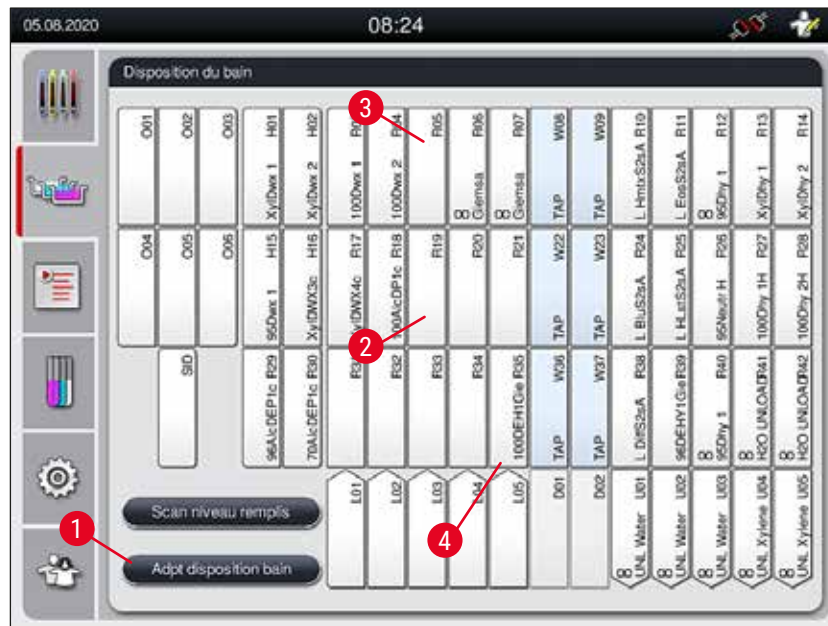 05.08.2020
08:24
Disposition du bain
O01
O02
O03
XylDwx 1 H01
XylDwx 2 H02
100Dwx 1
100Dwx 2
R05
∞ Giemsa R06
∞ Giemsa R07
TAP W08
TAP W09
L HmtxS2sA R10
L EosS2sA R11
∞ 95Dhy 1 R12
XylDhy 1 R13
XylDhy 2 R14
O04
O05
O06
95Dwx 1 H15
XylDWX3c H16
XylDWX4c R17
100AlcDP1c R18
R19
R20
R21
TAP W22
TAP W23
L BluS2sA R24
L HLstS2sA R25
95Neutr H R26
100Dhy 1H R27
100Dhy 2H R28
SID
96AlcDEP1c R29
70AlcDEP1c R30
R32
R33
R34
100DEH1Gie R35
TAP W36
TAP W37
L DiffS2sA R38
96DEHY1Gie R39
∞ 95Dhy 1 R40
∞ H2O UNLOAD R41
∞ H2O UNLOAD R42
L01
L02
L03
L04
L05
D01
D02
∞ UNL Water U01
∞ UNL Water U02
∞ UNL Water U03
∞ UNL Xylene U04
∞ UNL Xylene U05
Scan niveau remplis
Adpt disposition bain
1
2
3
4